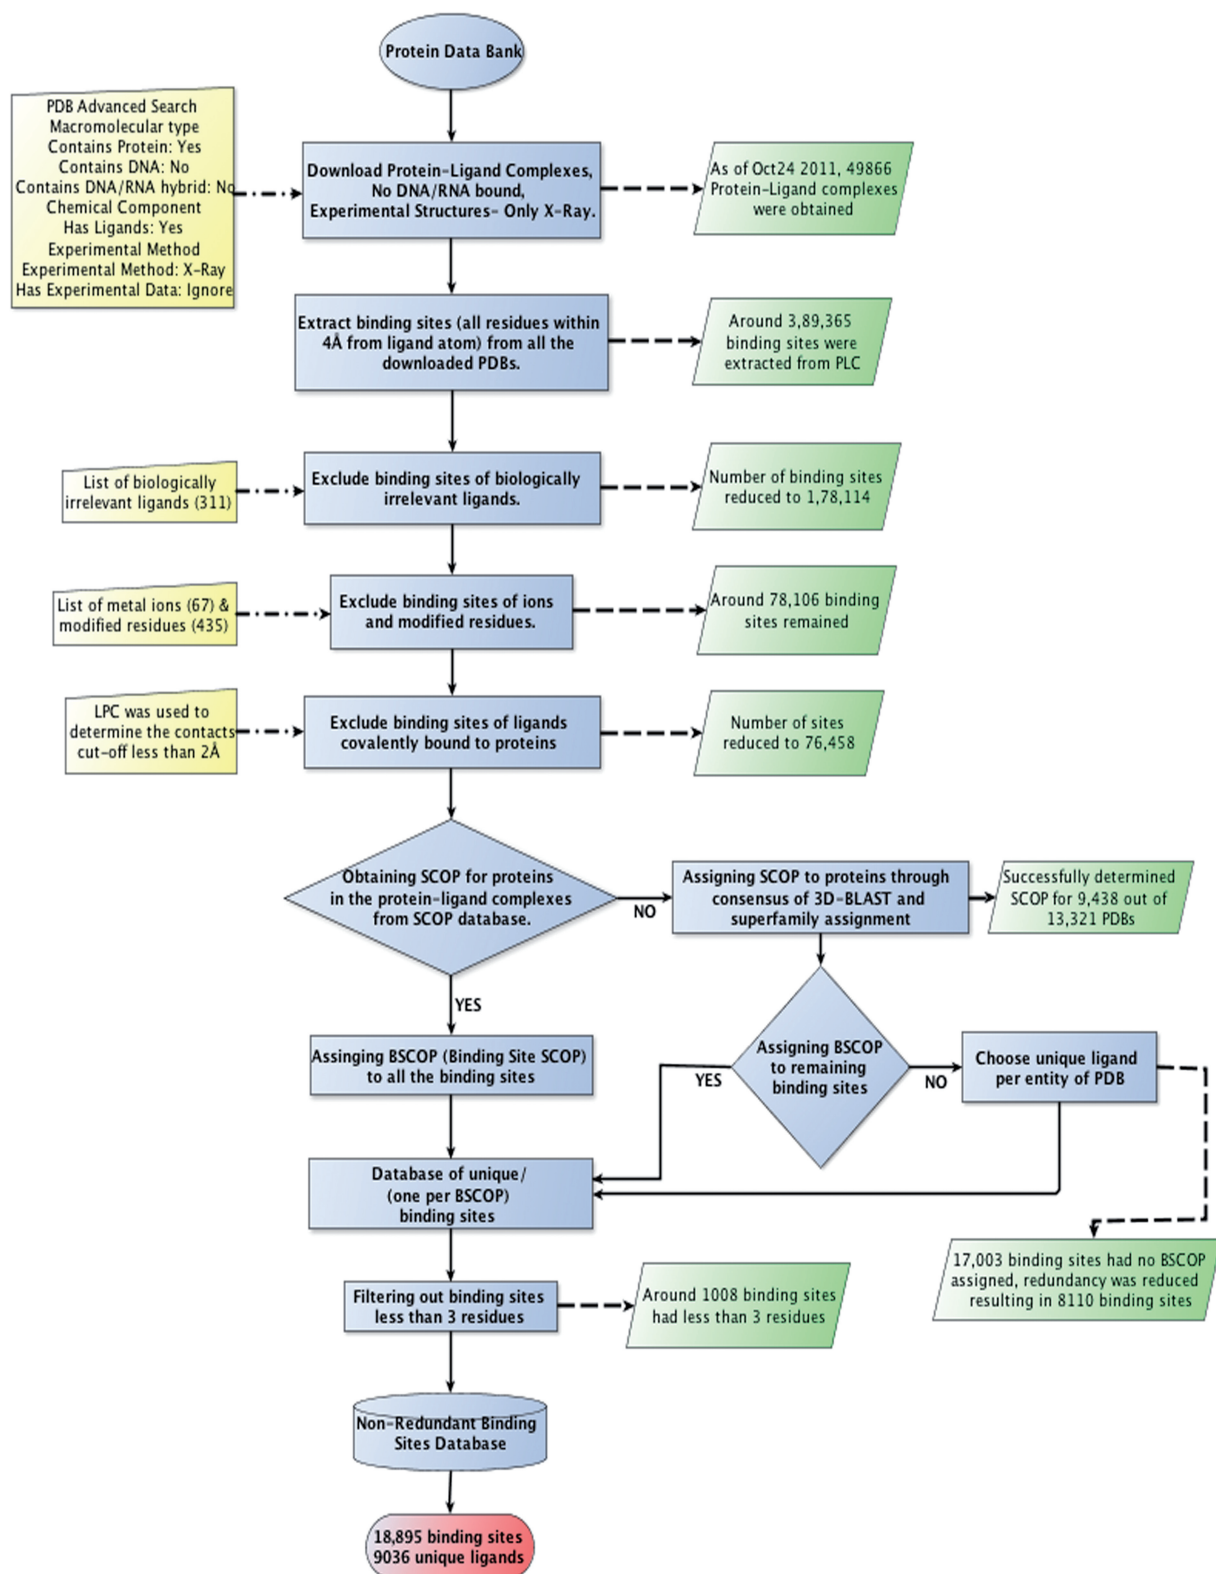 Protein Data Bank
PDB Advanced Search
Macromolecular type
Contains Protein: Yes
Contains DNA: No
Contains DNA/RNA hybrid: No
Chemical Component
Has Ligands: Yes
Experimental Method
Experimental Method: X-Ray
Has Experimental Data: Ignore
Download Protein-Ligand Complexes,
No DNA/RNA bound,
Experimental Structures- Only X-Ray.
As of Oct24 2011, 49866
Protein-Ligand complexes
were obtained
Extract binding sites (all residues within
4Å from ligand atom) from all the
downloaded PDBs.
Around 3,89,365
binding sites were
extracted from PLC
List of biologically
irrelevant ligands (311)
Exclude binding sites of biologically
irrelevant ligands.
Number of binding sites
reduced to 1,78,114
List of metal ions (67) &
modified residues (435)
Exclude binding sites of ions
and modified residues.
Around 78,106 binding
sites remained
LPC was used to
determine the contacts
cut-off less than 2Å
Exclude binding sites of ligands
covalently bound to proteins
Number of sites
reduced to 76,458
Obtaining SCOP for proteins
in the protein-ligand complexes
from SCOP database.
NO
Assigning SCOP to proteins through
consensus of 3D-BLAST and
superfamily assignment
Successfully determined
SCOP for 9,438 out of
13,321 PDBs
YES
Assinging BSCOP (Binding Site SCOP)
to all the binding sites
YES
Assigning BSCOP
to remaining
binding sites
NO
Choose unique ligand
per entity of PDB
Database of unique/
(one per BSCOP)
binding sites
17,003 binding sites had no BSCOP
assigned, redundancy was reduced
resulting in 8110 binding sites
Filtering out binding sites
less than 3 residues
Around 1008 binding sites
had less than 3 residues
Non-Redundant Binding
Sites Database
18,895 binding sites
9036 unique ligands